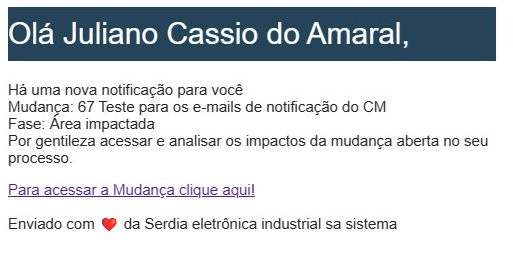 Olá Juliano Cassio do Amaral,
Há uma nova notificação para você
Mudança: 67 Teste para os e-mails de notificação do CM
Fase: Área impactada
Por gentileza acessar e analisar os impactos da mudança aberta no seu
processo.
Para acessar a Mudança clique aqui!
Enviado com ❤️ da Serdia eletrônica industrial sa sistema